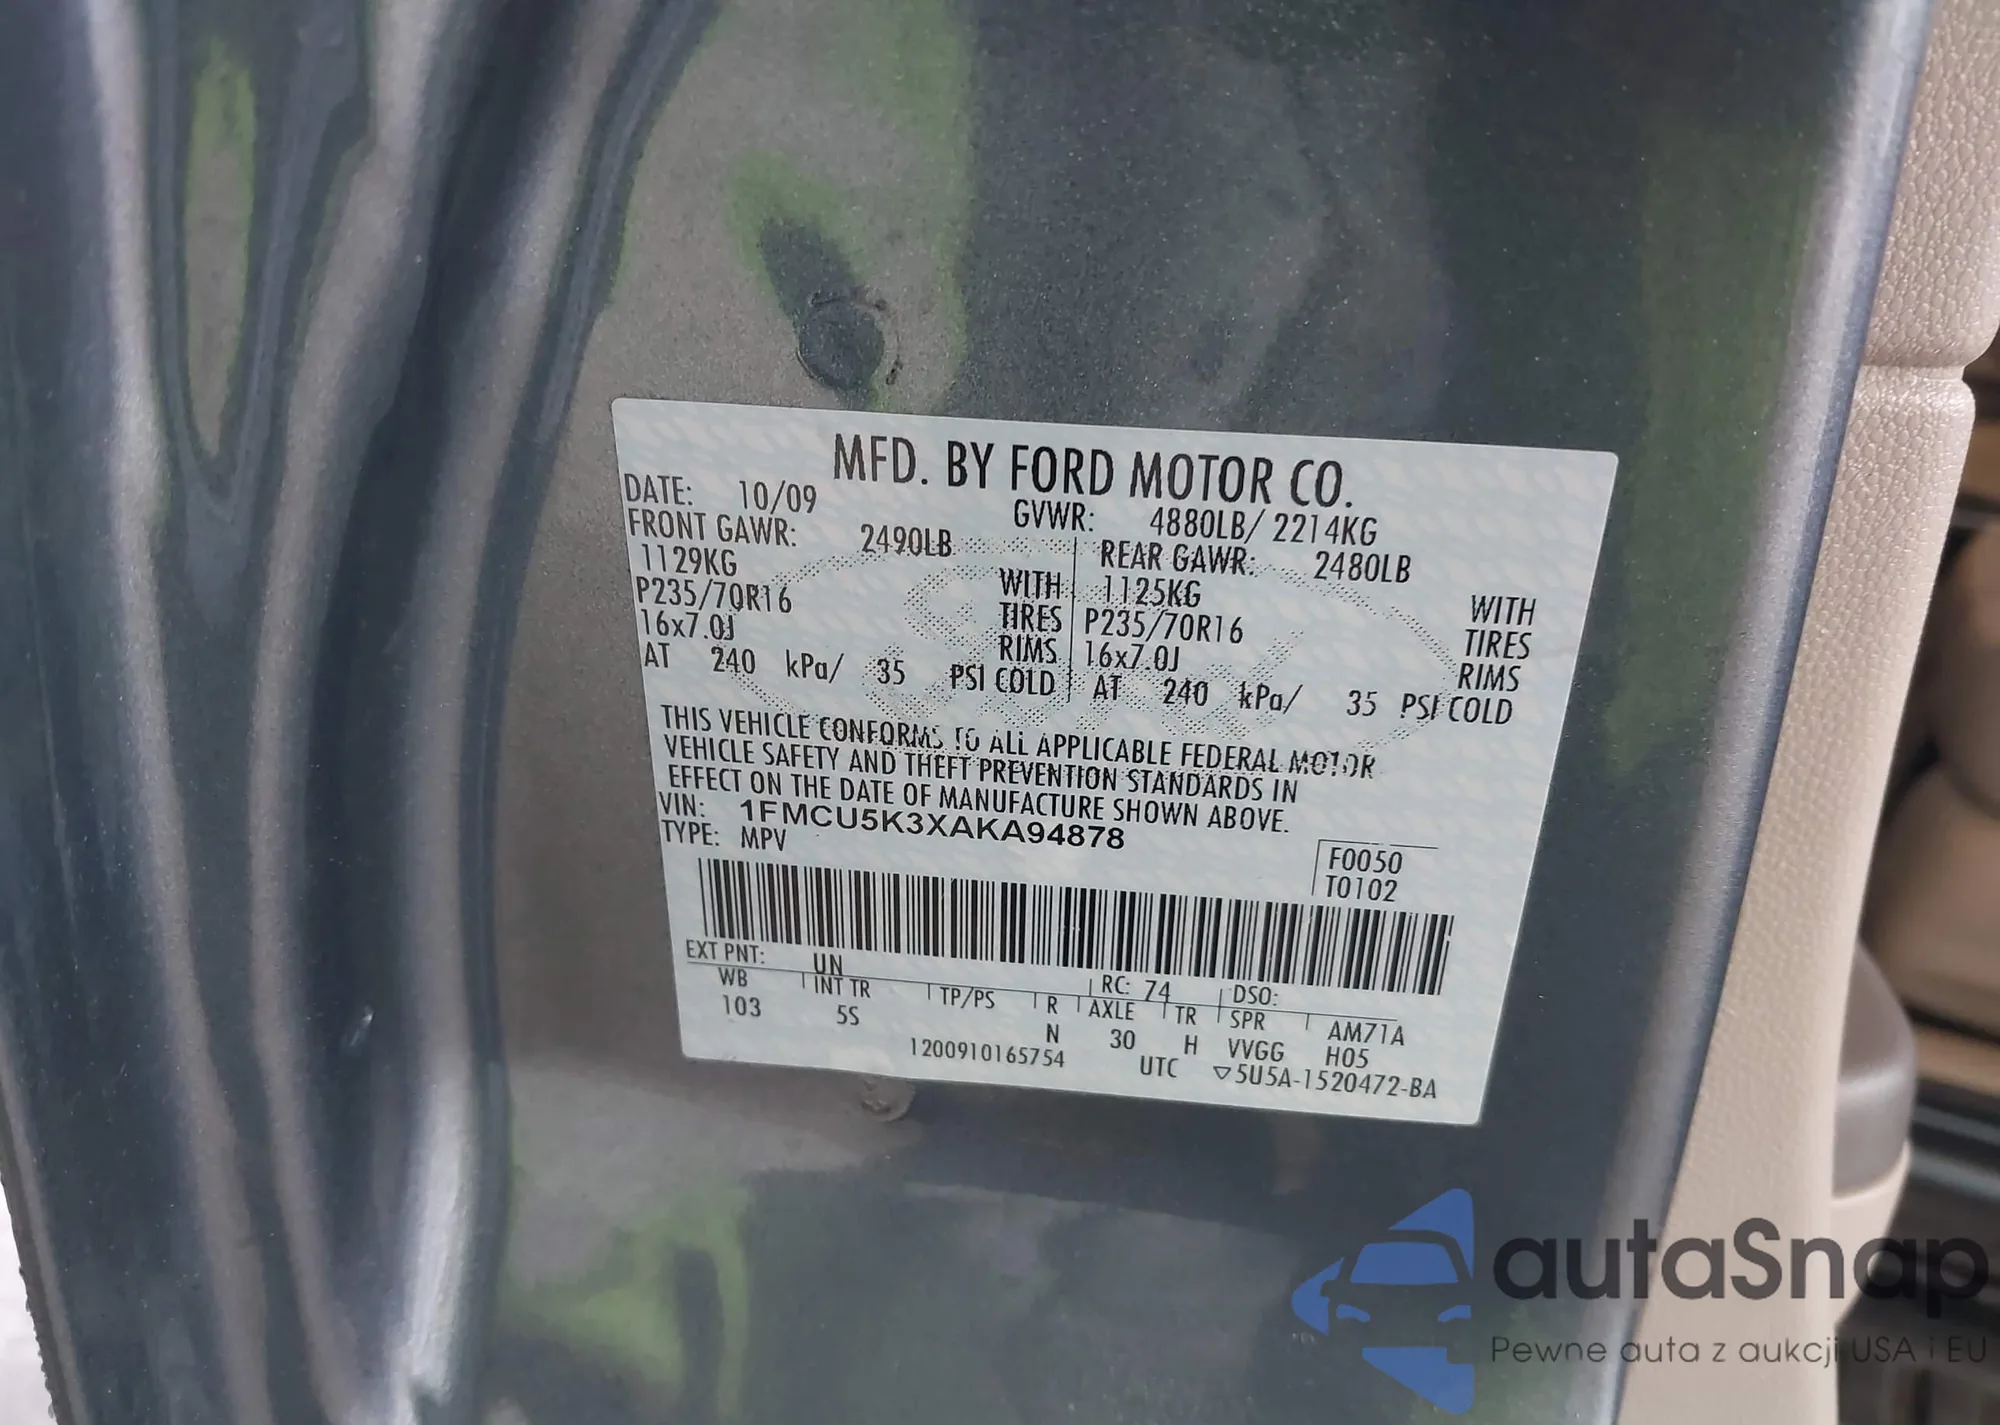 MFD. BY FORD MOTOR CO.
DATE: 10/09 GVWR: 4880LB/ 2214KG
FRONT GAWR: 2490LB REAR GAWR: 2480LB
1129KG WITH 1125KG WITH
P235/70R16 TIRES P235/70R16 TIRES
16x7.0J RIMS 16x7.0J RIMS
AT 240 kPa/ 35 PSI COLD AT 240 kPa/ 35 PSI COLD
THIS VEHICLE CONFORMS TO ALL APPLICABLE FEDERAL MOTOR
VEHICLE SAFETY AND THEFT PREVENTION STANDARDS IN
EFFECT ON THE DATE OF MANUFACTURE SHOWN ABOVE.
VIN: 1FMCU5K3XAKA94878
TYPE: MPV
F0050
T0102
EXT PNT: UN RC: 74 DSO:
WB INT TR TP/PS R AXLE TR SPR AM71A
103 5S N 30 H VVGG H05
1200910165754 UTC ▽5U5A-1520472-BA
autaSnap
Pewne auta z aukcji USA i EU